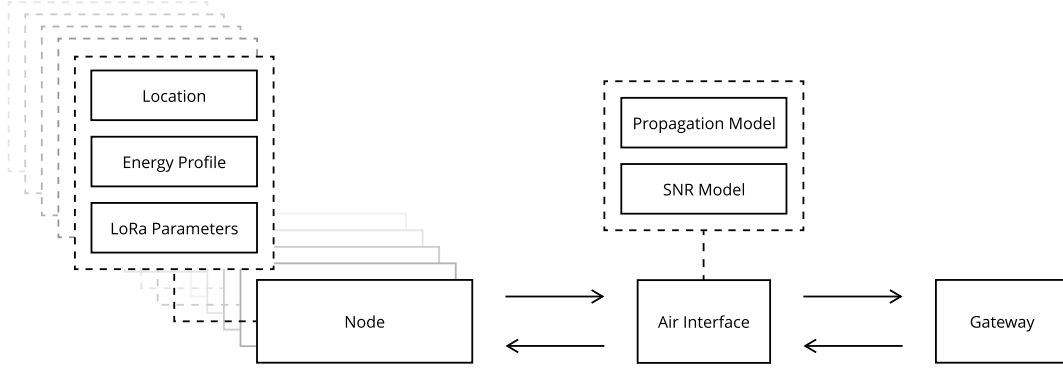 Location
Energy Profile
LoRa Parameters
Propagation Model
SNR Model
Node
Air Interface
Gateway